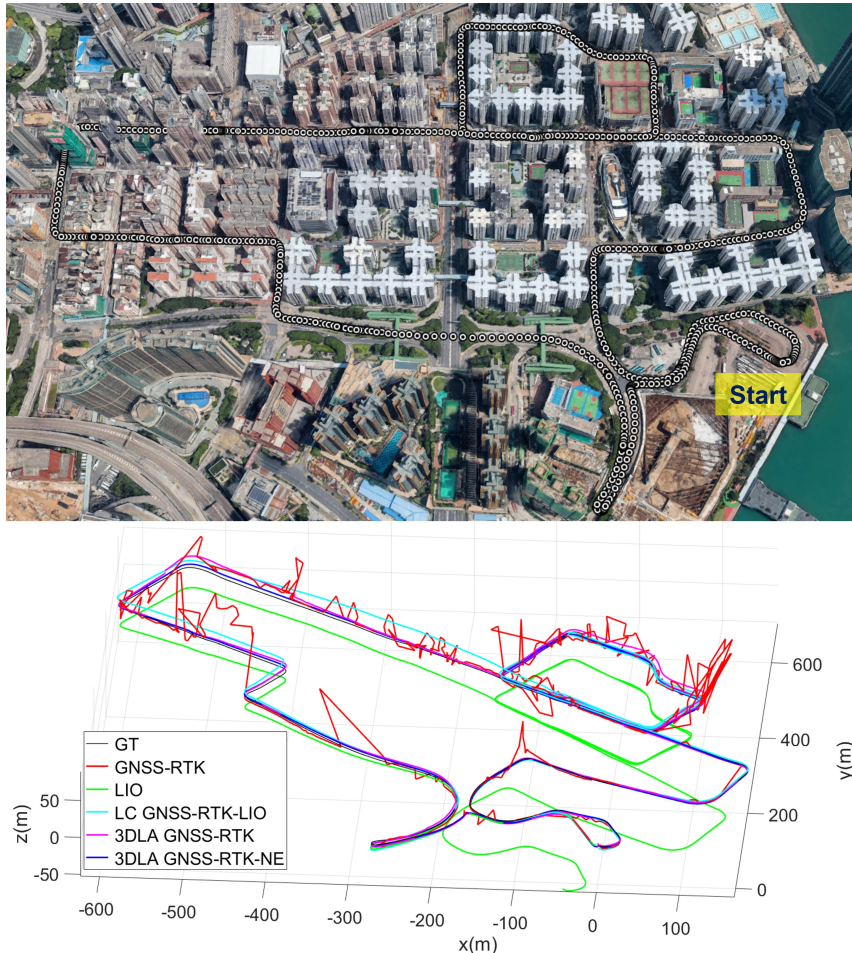 Start
GT
GNSS-RTK
LIO
LC GNSS-RTK-LIO
3DLA GNSS-RTK
3DLA GNSS-RTK-NE
z(m)
50
0
-50
-600
-500
-400
-300
-200
-100
0
100
x(m)
600
400
200
0
y(m)